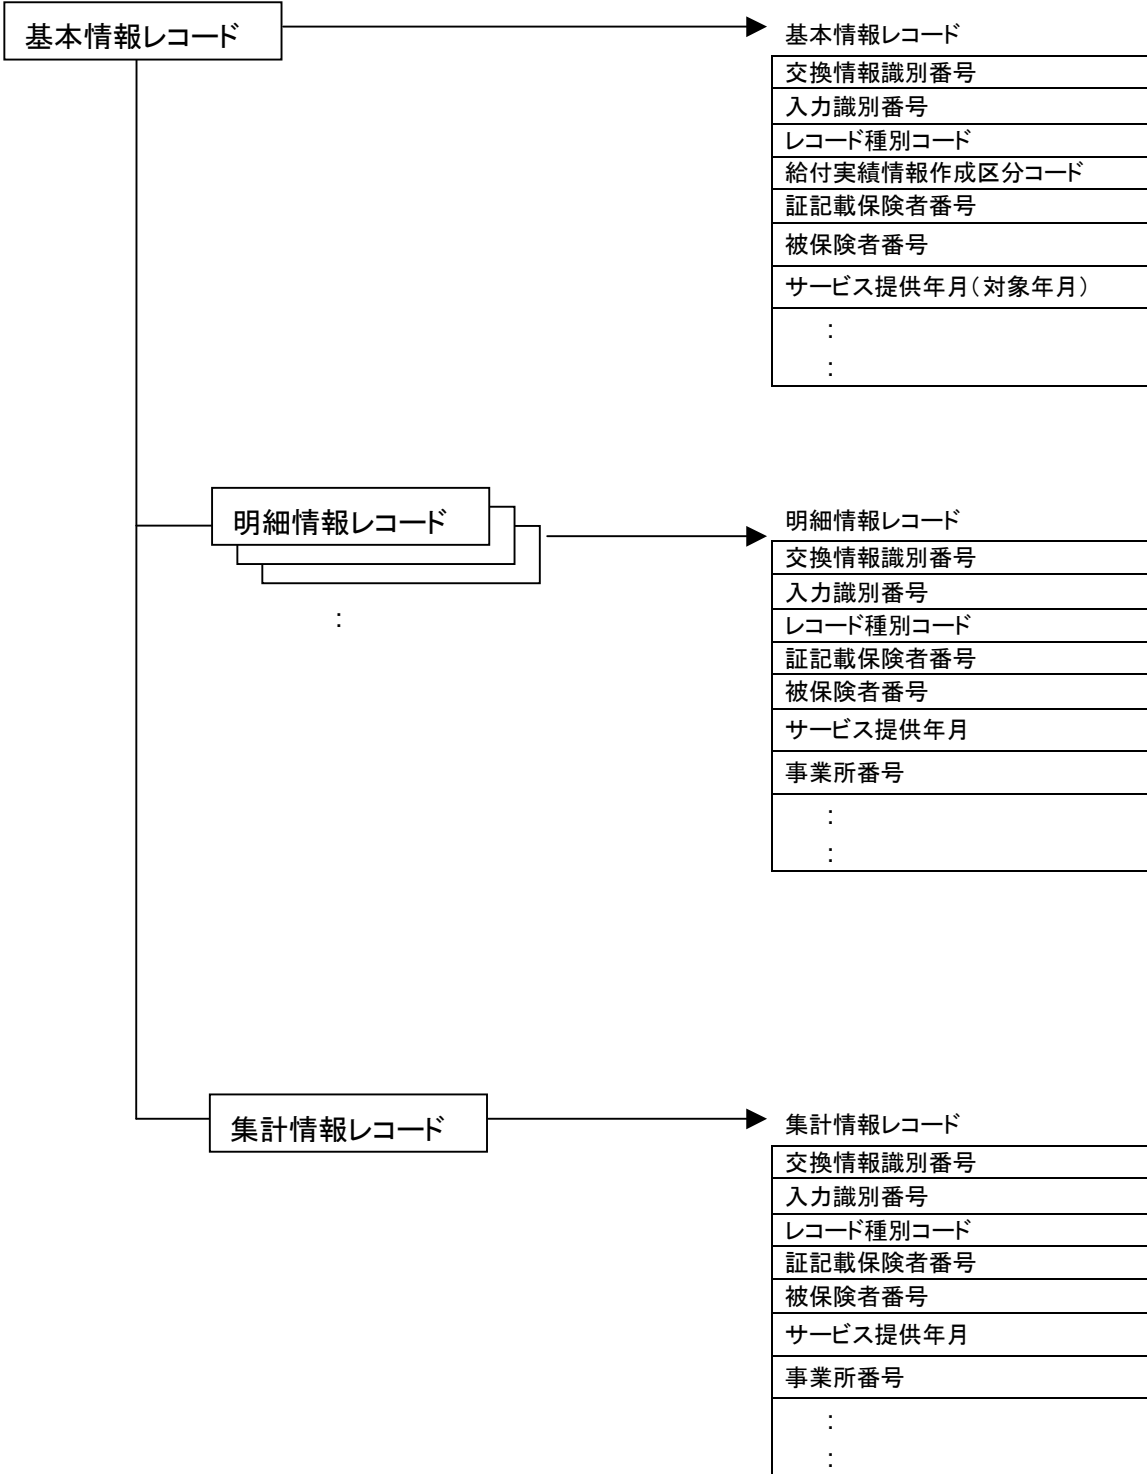 基本情報レコード
基本情報レコード
交換情報識別番号
入力識別番号
レコード種別コード
給付実績情報作成区分コード
証記載保険者番号
被保険者番号
サービス提供年月(対象年月)
:
:
明細情報レコード
:
明細情報レコード
交換情報識別番号
入力識別番号
レコード種別コード
証記載保険者番号
被保険者番号
サービス提供年月
事業所番号
:
:
集計情報レコード
集計情報レコード
交換情報識別番号
入力識別番号
レコード種別コード
証記載保険者番号
被保険者番号
サービス提供年月
事業所番号
:
: